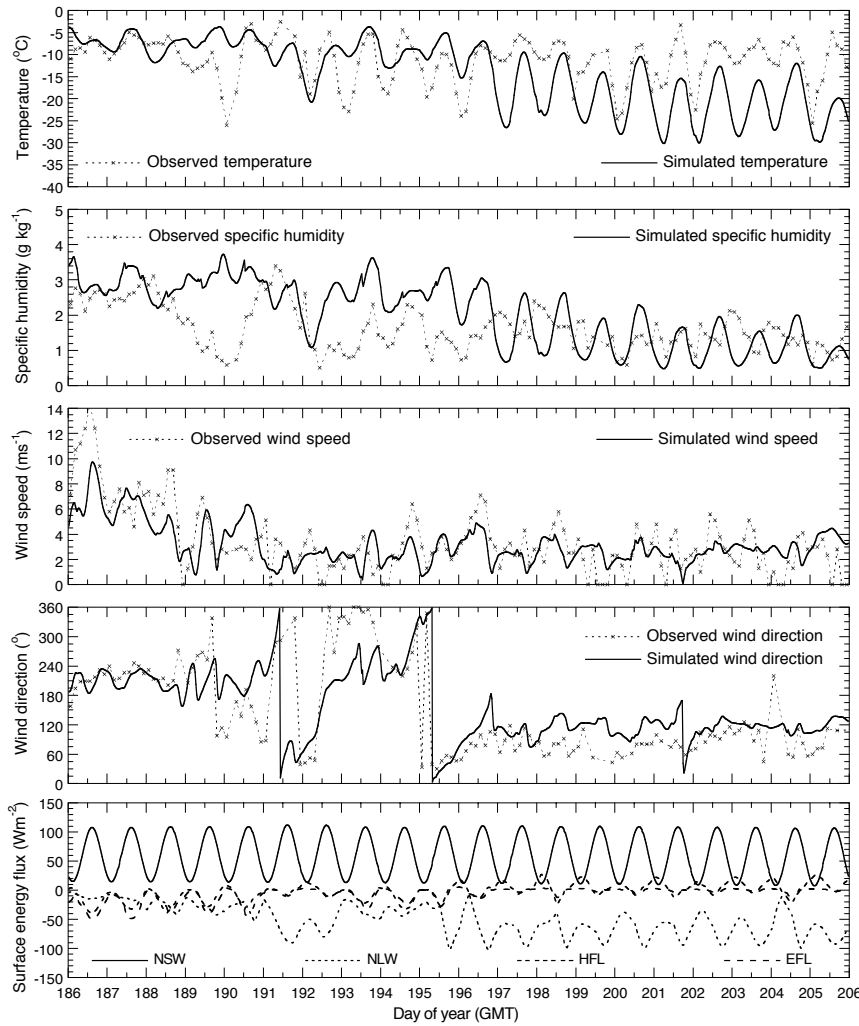 0
-5
-10
-15
-20
-25
-30
-35
-40
Temperature (°C)
Observed temperature
Simulated temperature
5
4
3
2
1
0
Specific humidity (g kg-1)
Observed specific humidity
Simulated specific humidity
14
12
10
8
6
4
2
0
Wind speed (ms-1)
Observed wind speed
Simulated wind speed
360
300
240
180
120
60
0
Wind direction (°)
Observed wind direction
Simulated wind direction
150
100
50
0
-50
-100
-150
Surface energy flux (Wm-2)
NSW NLW HFL EFL
186 187 188 189 190 191 192 193 194 195 196 197 198 199 200 201 202 203 204 205 206
Day of year (GMT)